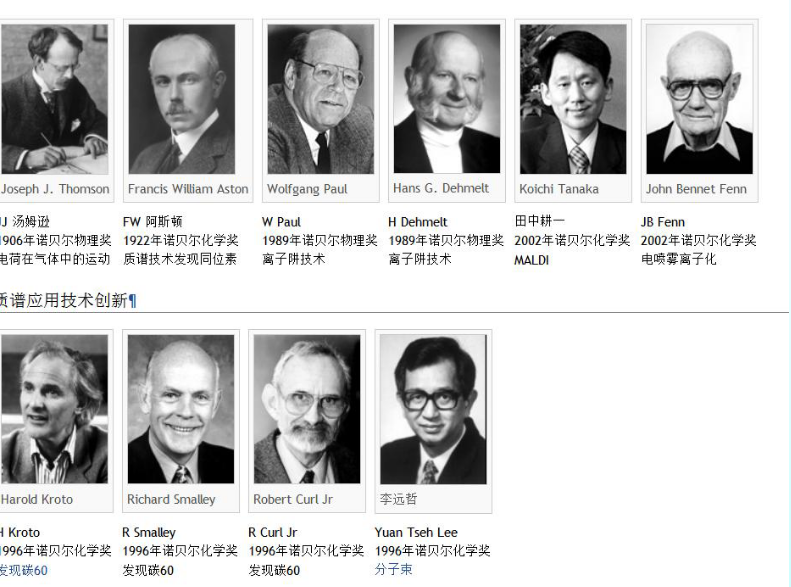 Joseph J. Thomson
Francis William Aston
Wolfgang Paul
Hans G. Dehmelt
Koichi Tanaka
John Bennet Fenn
JJ 汤姆逊
FW 阿斯顿
W Paul
H Dehmelt
田中耕一
JB Fenn
1906年诺贝尔物理奖
1922年诺贝尔化学奖
1989年诺贝尔物理奖
1989年诺贝尔物理奖
2002年诺贝尔化学奖
2002年诺贝尔化学奖
电荷在气体中的运动
质谱技术发现同位素
离子阱技术
离子阱技术
MALDI
电喷雾离子化
质谱应用技术创新¶
Harold Kroto
Richard Smalley
Robert Curl Jr
李远哲
H Kroto
R Smalley
R Curl Jr
Yuan Tseh Lee
1996年诺贝尔化学奖
1996年诺贝尔化学奖
1996年诺贝尔化学奖
1996年诺贝尔化学奖
发现碳60
发现碳60
发现碳60
分子束